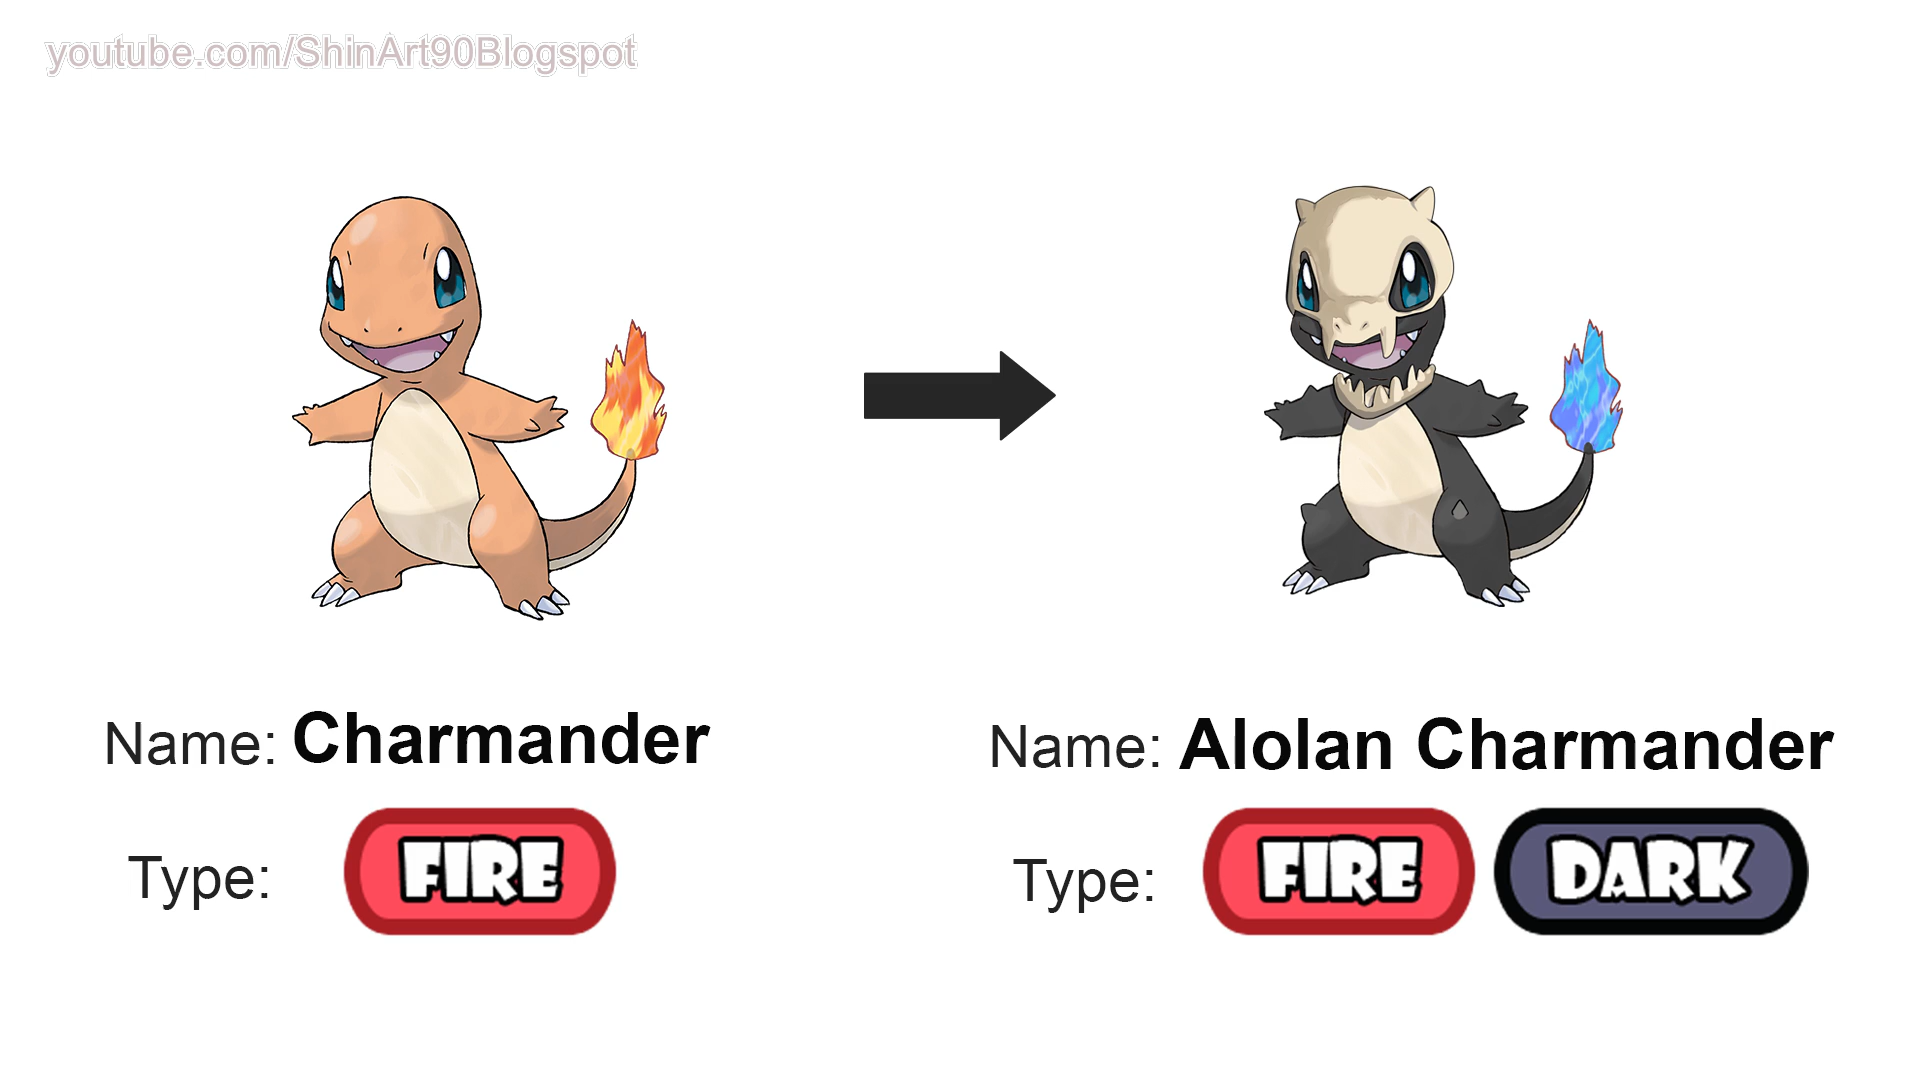 youtube.com/ShinArt90Blogspot
Name: Charmander
Type: FIRE
Name: Alolan Charmander
Type: FIRE DARK